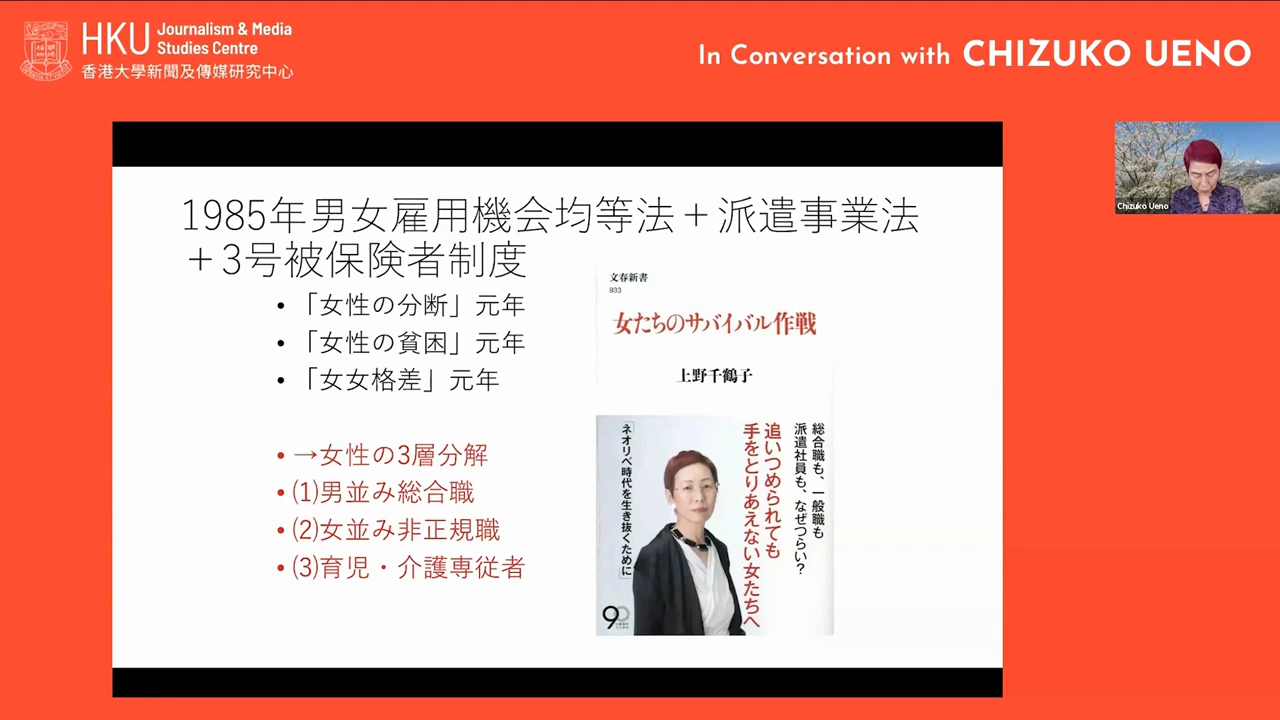 HKU Journalism & Media
Studies Centre
香港大學新聞及傳媒研究中心
In Conversation with CHIZUKO UENO
1985年男女雇用機会均等法＋派遣事業法
＋3号被保険者制度
• 「女性の分断」元年
• 「女性の貧困」元年
• 「女女格差」元年
• →女性の3層分解
• (1)男並み総合職
• (2)女並み非正規職
• (3)育児・介護専従者
文春新書
933
女たちのサバイバル作戦
上野千鶴子
総合職も、一般職も
派遣社員も、なぜつらい?
追いつめられても
手をとりあえない女たちへ
「ネオリベ時代を生き抜くために」
90
Chizuko Ueno